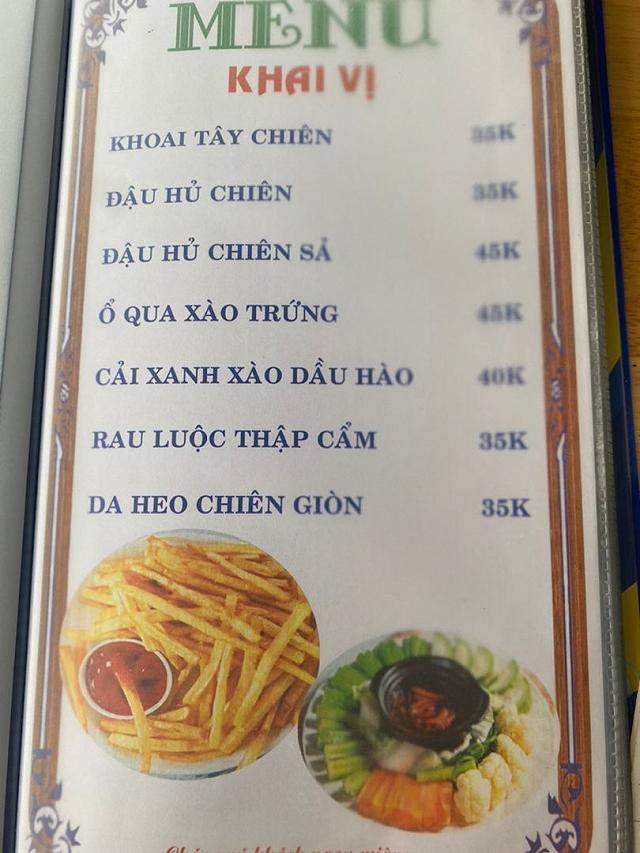 MENU
KHAI VỊ
KHOAI TÂY CHIÊN 35K
ĐẬU HỦ CHIÊN 35K
ĐẬU HỦ CHIÊN SẢ 45K
Ổ QUA XÀO TRỨNG 45K
CẢI XANH XÀO DẦU HÀO 40K
RAU LUỘC THẬP CẨM 35K
DA HEO CHIÊN GIÒN 35K